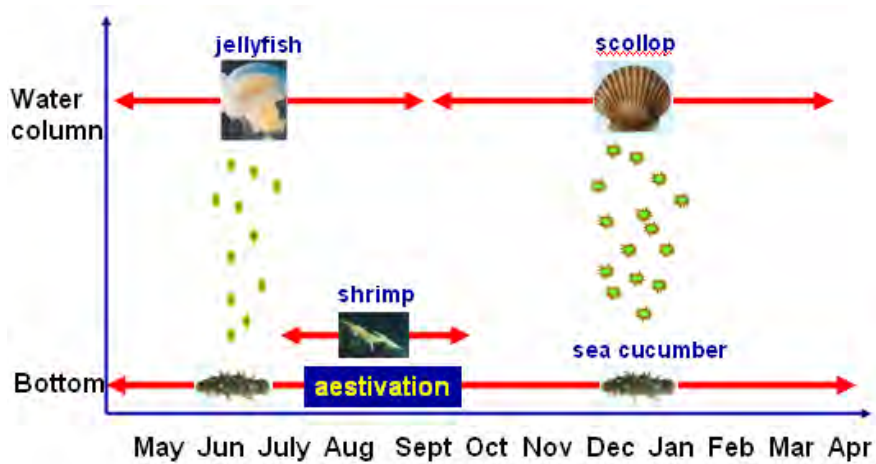 jellyfish
scollop
Water
column
shrimp
sea cucumber
Bottom
aestivation
May Jun July Aug Sept Oct Nov Dec Jan Feb Mar Apr